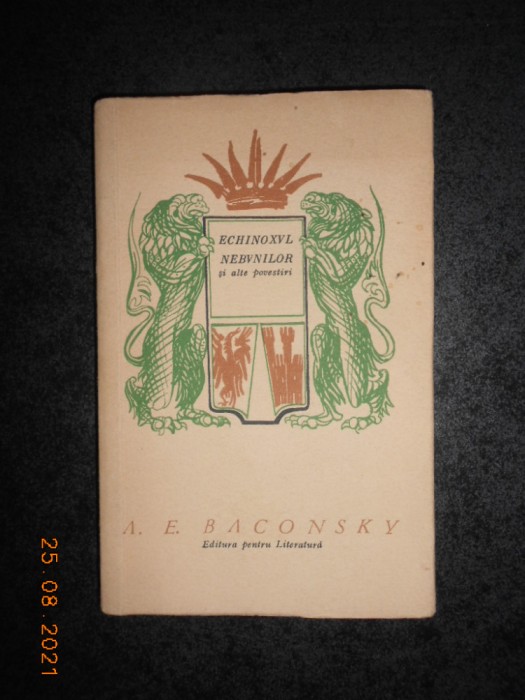 ECHINOXVL
NEBVNILOR
și alte povestiri
A. E. BACONSKY
Editura pentru Literatură
25.08.2021